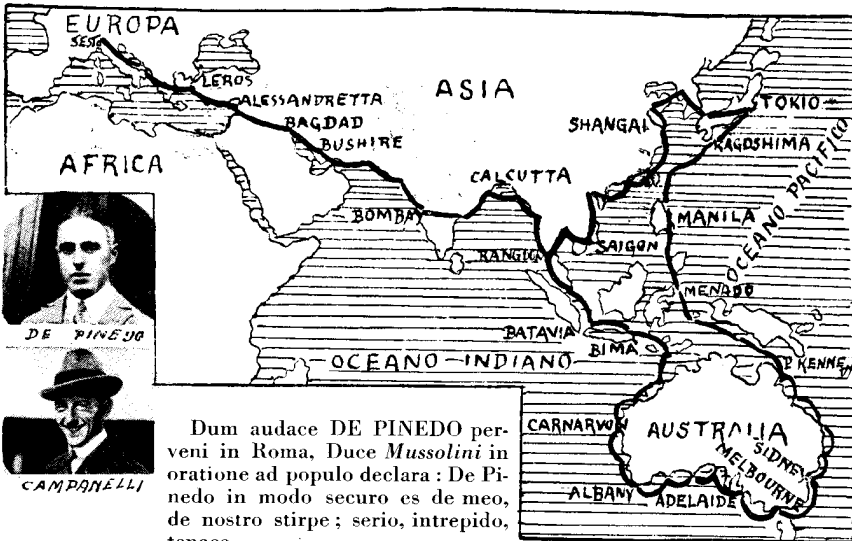 EUROPA
SESTO
LEROS
ALESSANDRETTA
BAGDAD
BUSHIRE
ASIA
AFRICA
CALCUTTA
BOMBAY
RANGUN
SAIGON
SHANGAI
TOKIO
KAGOSHIMA
MANILA
OCEANO PACIFICO
MENADO
BATAVIA
BIMA
OCEANO INDIANO
CARNARVON
AUSTRALIA
SIDNEY
MELBOURNE
ALBANY
ADELAIDE
DE PINEDO
CAMPANELLI
Dum audace DE PINEDO per-
veni in Roma, Duce Mussolini in
oratione ad populo declara : De Pi-
nedo in modo securo es de meo,
de nostro stirpe ; serio, intrepido,